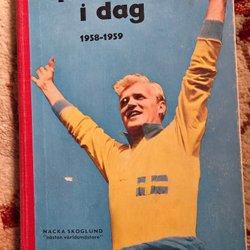 i dag
1958-1959
NACKA SKOGLUND
"nästan världsmästare"